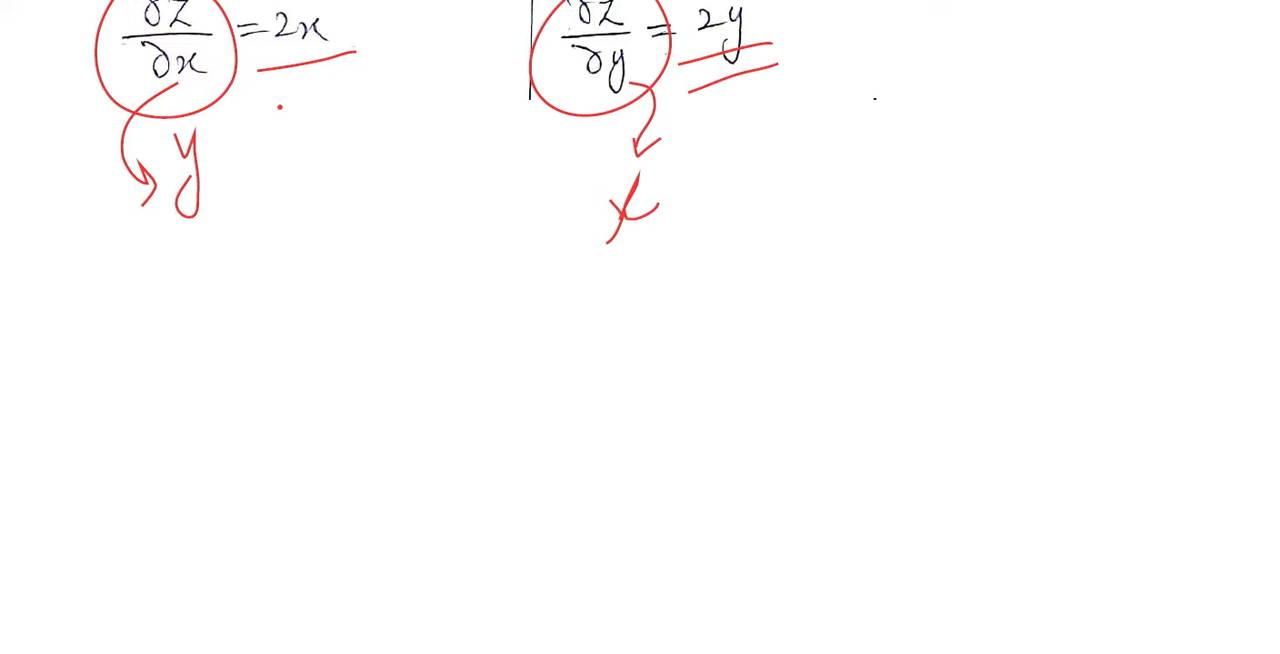 ∂z/∂x = 2x
∂z/∂y = 2y
y
x